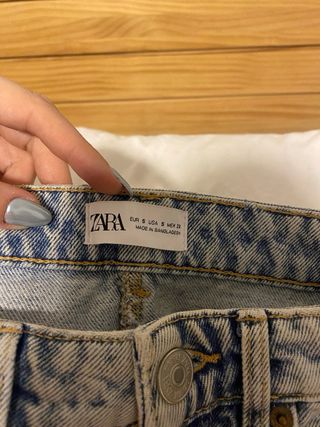 ZARA
EUR S USA S MEX 26
MADE IN BANGLADESH